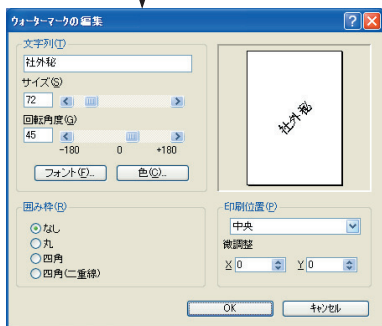 ウォーターマークの編集
文字列(T)
社外秘
サイズ(S)
72
回転角度(G)
45
-180 0 +180
フォント(F)... 色(C)...
社外秘
囲み枠(R)
なし
丸
四角
四角(二重線)
印刷位置(P)
中央
微調整
X 0 Y 0
OK キャンセル